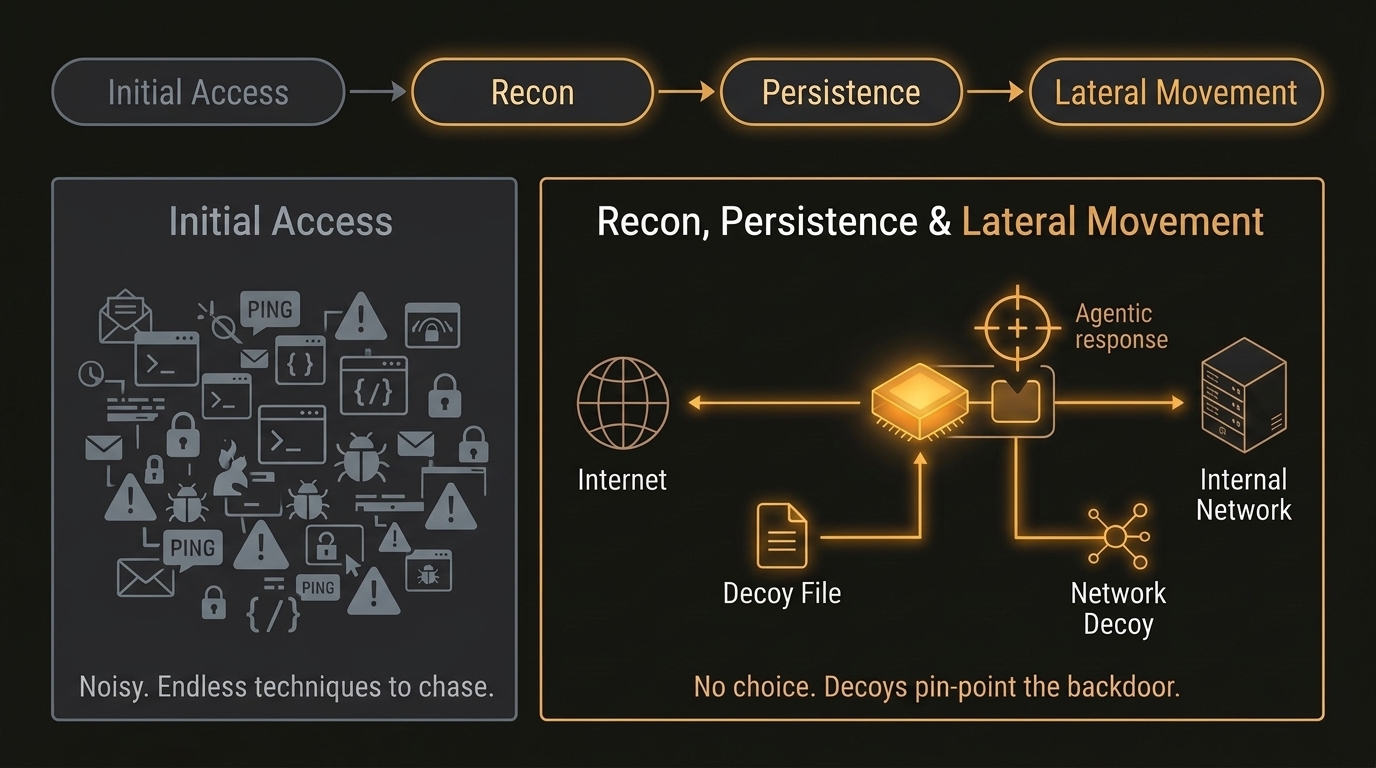 Initial Access
Recon
Persistence
Lateral Movement
Initial Access
PING
>_
{}
>_
{/}
>_
PING
PING
{/}
Noisy. Endless techniques to chase.
Recon, Persistence & Lateral Movement
Agentic
response
Internet
Internal
Network
Decoy File
Network
Decoy
No choice. Decoys pin-point the backdoor.